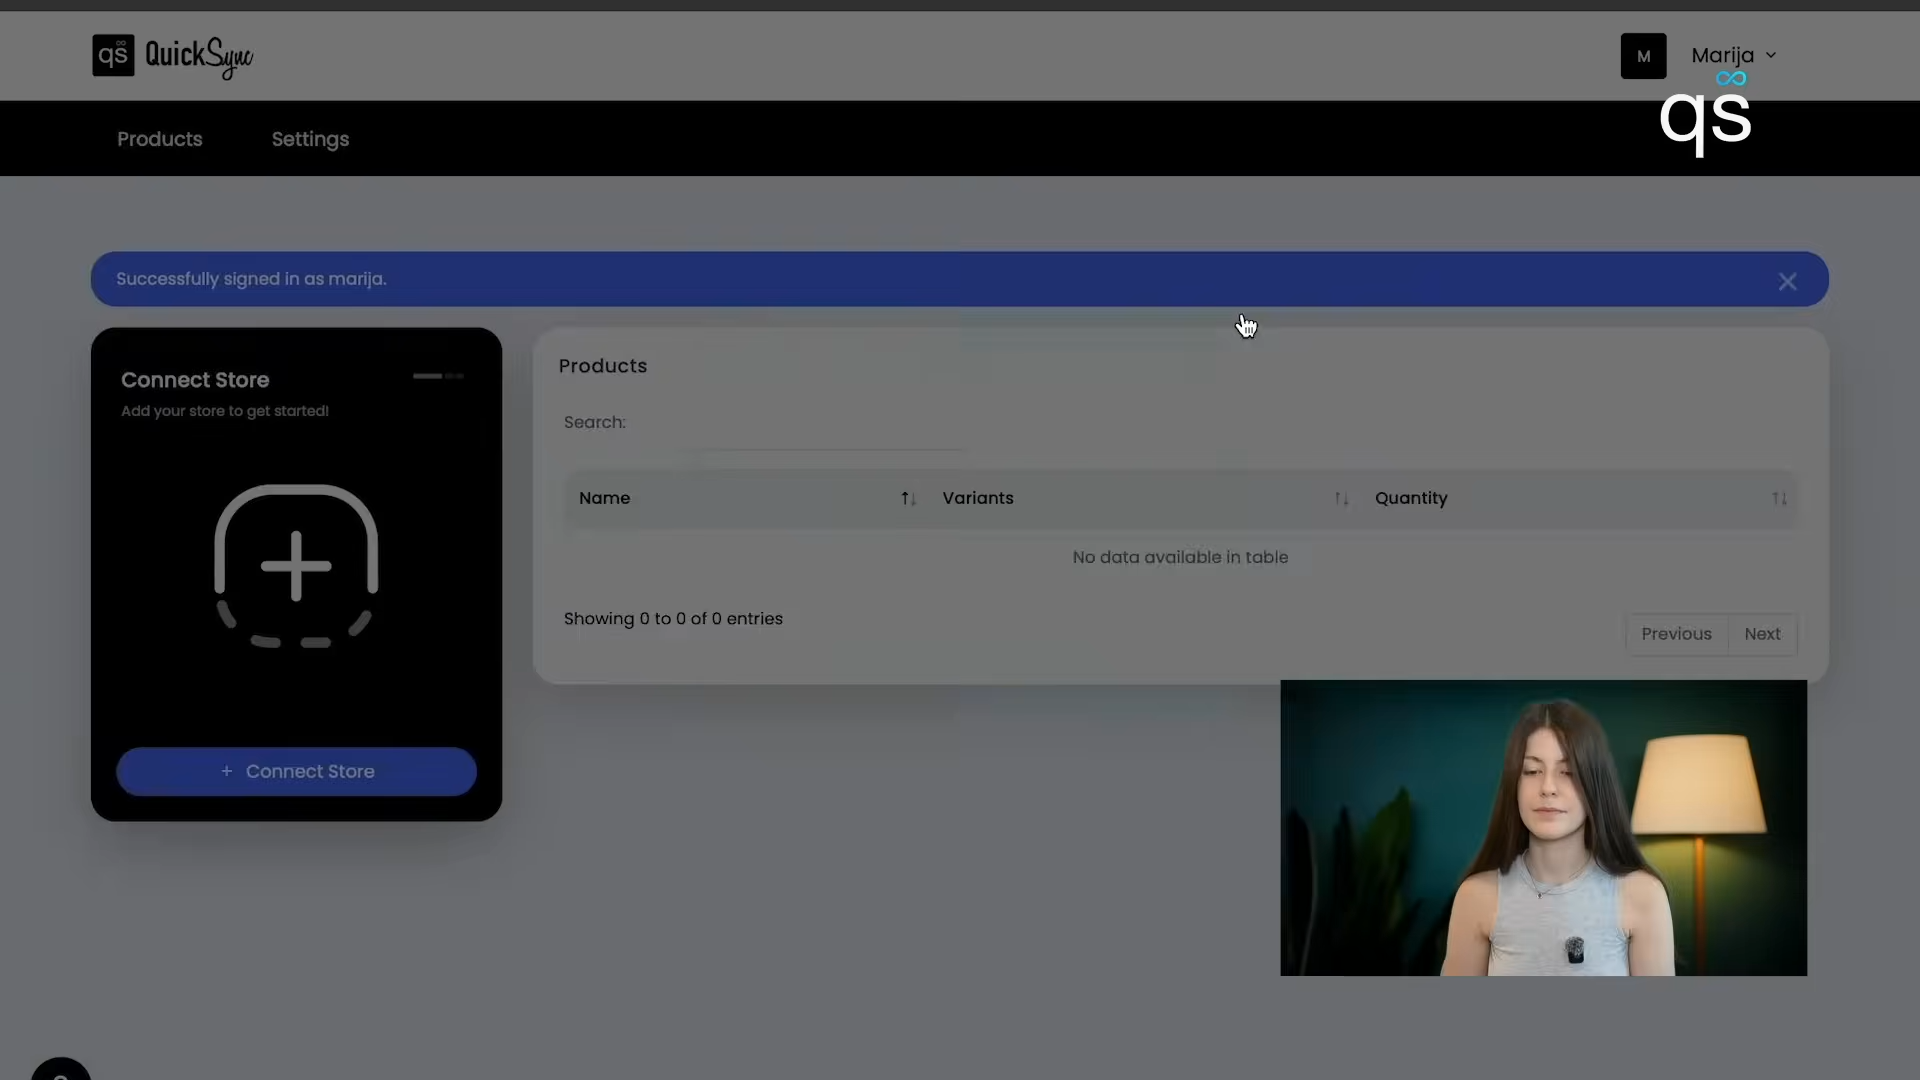 qs QuickSync
M Marija
qs
Products Settings
Successfully signed in as marija.
Connect Store
Add your store to get started!
+ Connect Store
Products
Search:
Name Variants Quantity
No data available in table
Showing 0 to 0 of 0 entries
Previous Next